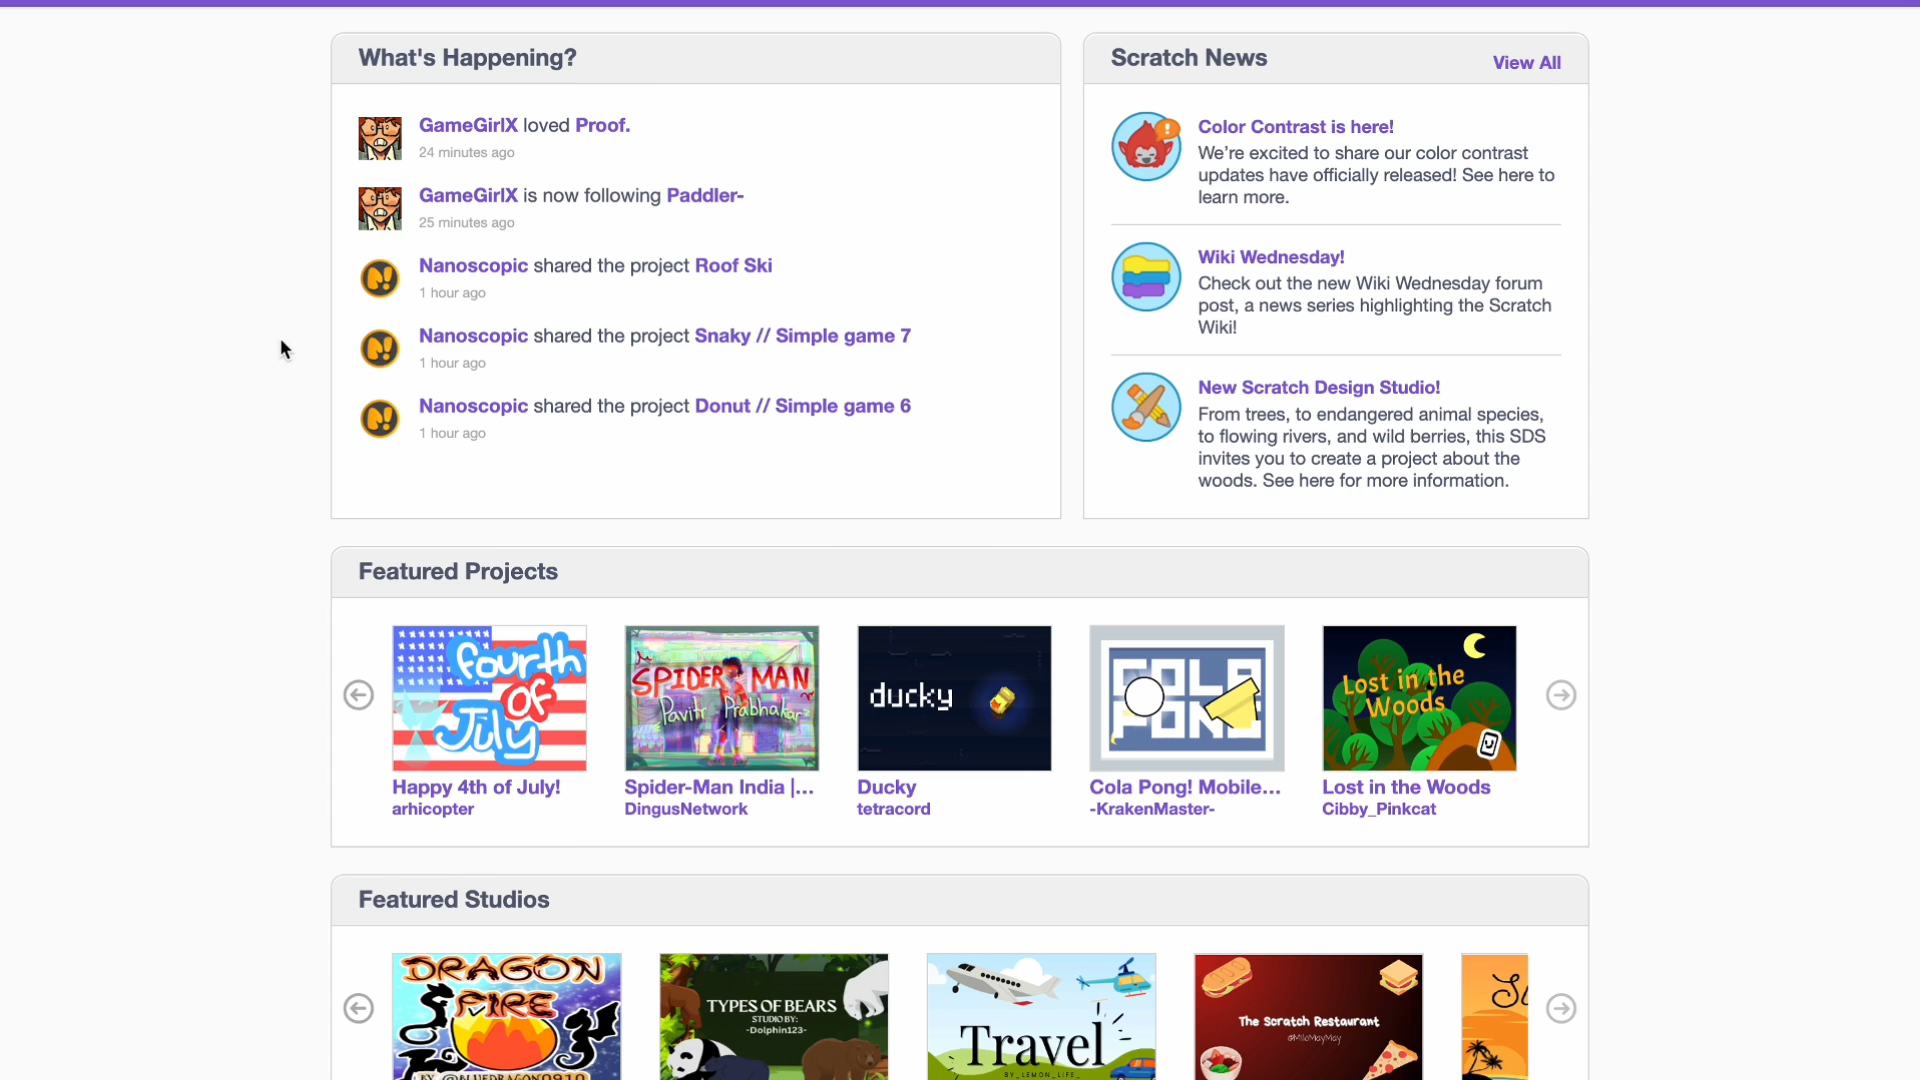 What's Happening?
GameGirlX loved Proof.
24 minutes ago
GameGirlX is now following Paddler-
25 minutes ago
Nanoscopic shared the project Roof Ski
1 hour ago
Nanoscopic shared the project Snaky // Simple game 7
1 hour ago
Nanoscopic shared the project Donut // Simple game 6
1 hour ago
Scratch News
View All
Color Contrast is here!
We’re excited to share our color contrast
updates have officially released! See here to
learn more.
Wiki Wednesday!
Check out the new Wiki Wednesday forum
post, a news series highlighting the Scratch
Wiki!
New Scratch Design Studio!
From trees, to endangered animal species,
to flowing rivers, and wild berries, this SDS
invites you to create a project about the
woods. See here for more information.
Featured Projects
fourth
of
July
Happy 4th of July!
arhicopter
SPIDER MAN
Pavitr Prabhakar
Spider-Man India |...
DingusNetwork
ducky
Ducky
tetracord
COLA
PONG
Cola Pong! Mobile...
-KrakenMaster-
Lost in the
Woods
Lost in the Woods
Cibby_Pinkcat
Featured Studios
DRAGON
FIRE
TYPES OF BEARS
STUDIO BY:
-Dolphin123-
Travel
BY_LEMON_LIFE_
The Scratch Restaurant
@MiloMayMay